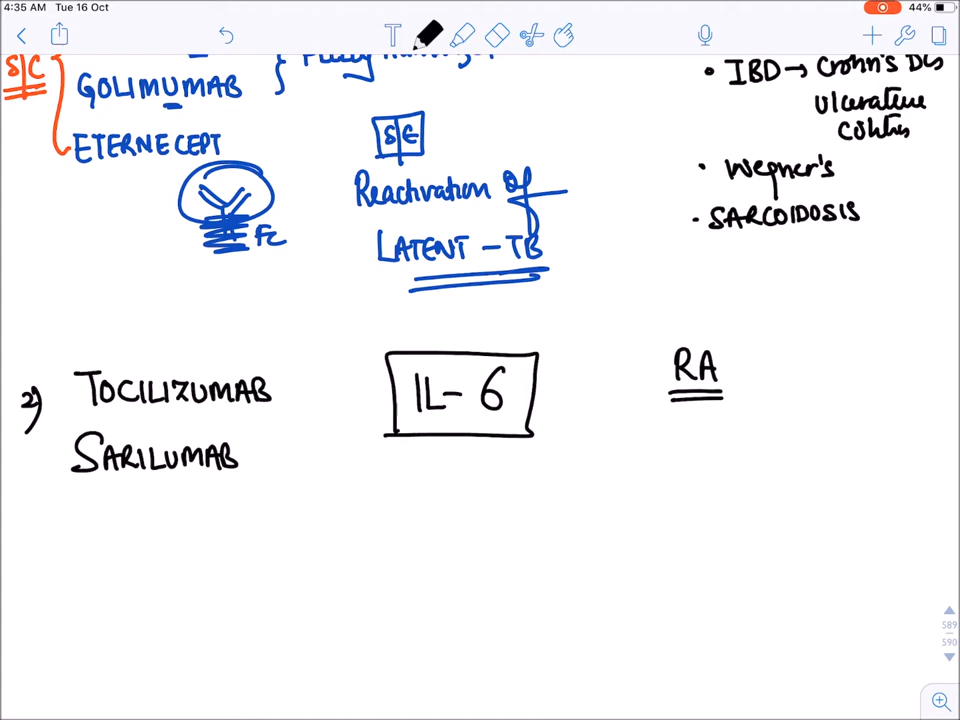 4:35 AM Tue 16 Oct
44%
S/C
GOLIMUMAB
ETERNECEPT
Fc
S/C
Reactivation of
LATENT - TB
• IBD → Crohn's Dis
Ulcerative
Colitis
• Wegner's
• SARCOIDOSIS
2) TOCILIZUMAB
SARILUMAB
IL-6
RA
589
590